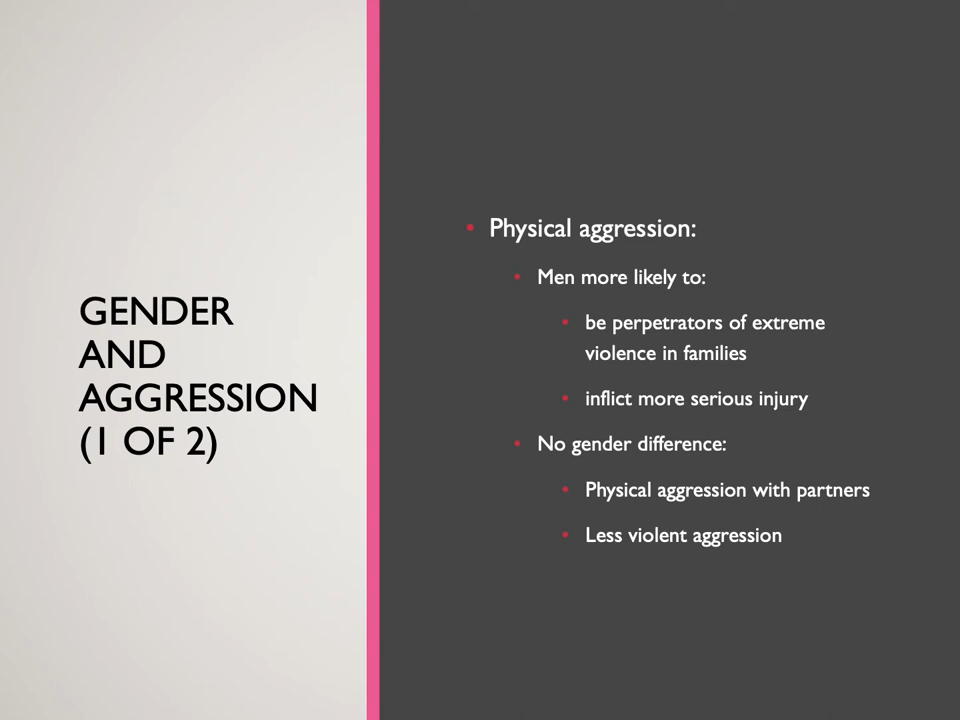 GENDER
AND
AGGRESSION
(1 OF 2)
• Physical aggression:
• Men more likely to:
• be perpetrators of extreme
violence in families
• inflict more serious injury
• No gender difference:
• Physical aggression with partners
• Less violent aggression